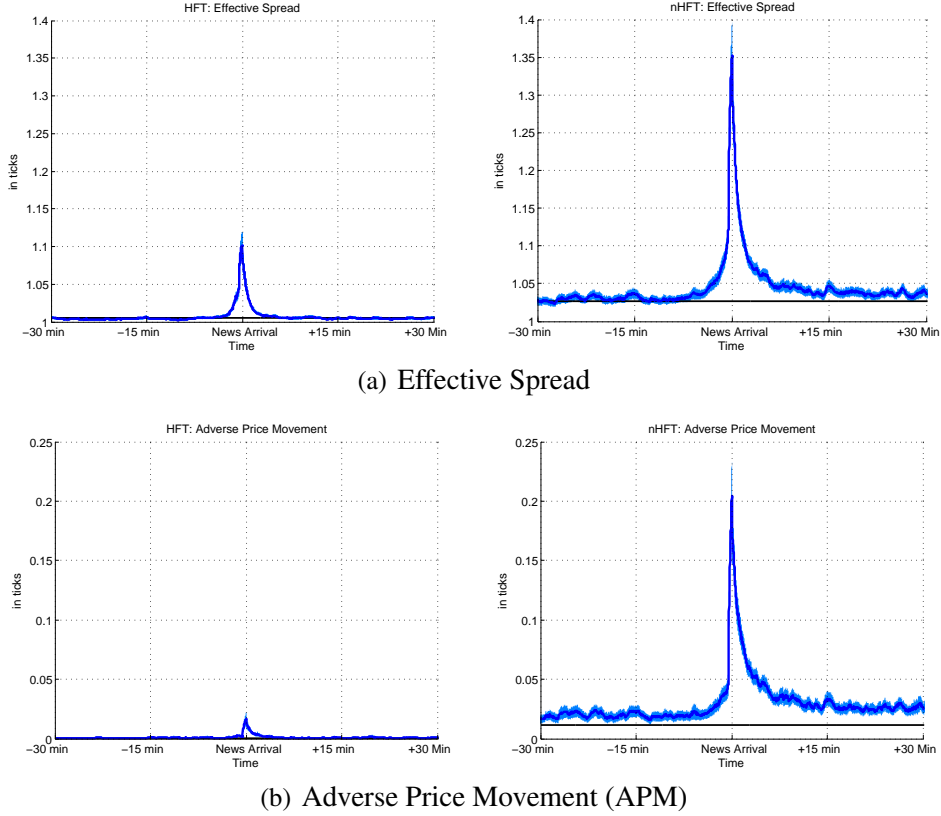 HFT: Effective Spread
1.4
1.35
1.3
1.25
1.2
1.15
1.1
1.05
1
in ticks
−30 min −15 min News Arrival +15 min +30 Min
Time
nHFT: Effective Spread
1.4
1.35
1.3
1.25
1.2
1.15
1.1
1.05
1
in ticks
−30 min −15 min News Arrival +15 min +30 Min
Time
(a) Effective Spread
HFT: Adverse Price Movement
0.25
0.2
0.15
0.1
0.05
0
in ticks
−30 min −15 min News Arrival +15 min +30 Min
Time
nHFT: Adverse Price Movement
0.25
0.2
0.15
0.1
0.05
0
in ticks
−30 min −15 min News Arrival +15 min +30 Min
Time
(b) Adverse Price Movement (APM)